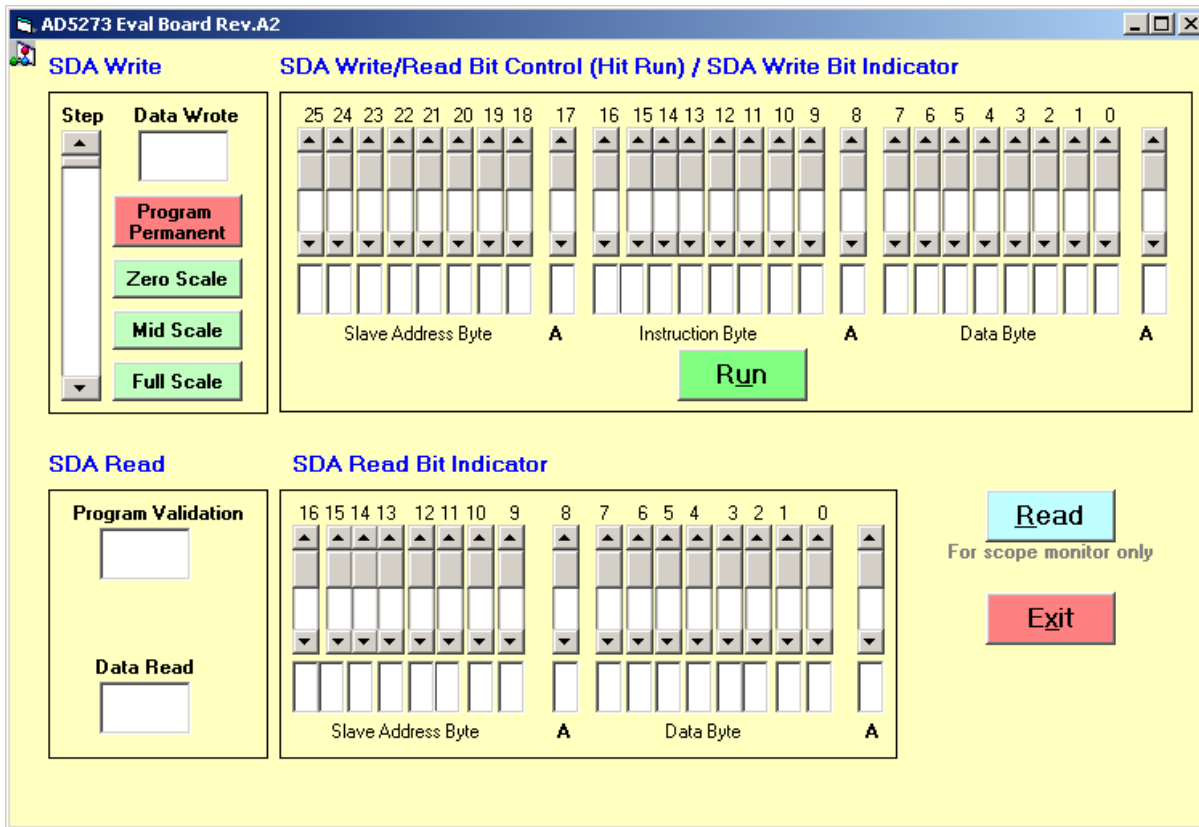 AD5273 Eval Board Rev.A2
SDA Write
SDA Write/Read Bit Control (Hit Run) / SDA Write Bit Indicator
Step
Data Wrote
Program
Permanent
Zero Scale
Mid Scale
Full Scale
25 24 23 22 21 20 19 18 17 16 15 14 13 12 11 10 9 8 7 6 5 4 3 2 1 0
Slave Address Byte A Instruction Byte A Data Byte A
Run
SDA Read
SDA Read Bit Indicator
Program Validation
Data Read
16 15 14 13 12 11 10 9 8 7 6 5 4 3 2 1 0
Slave Address Byte A Data Byte A
Read
For scope monitor only
Exit